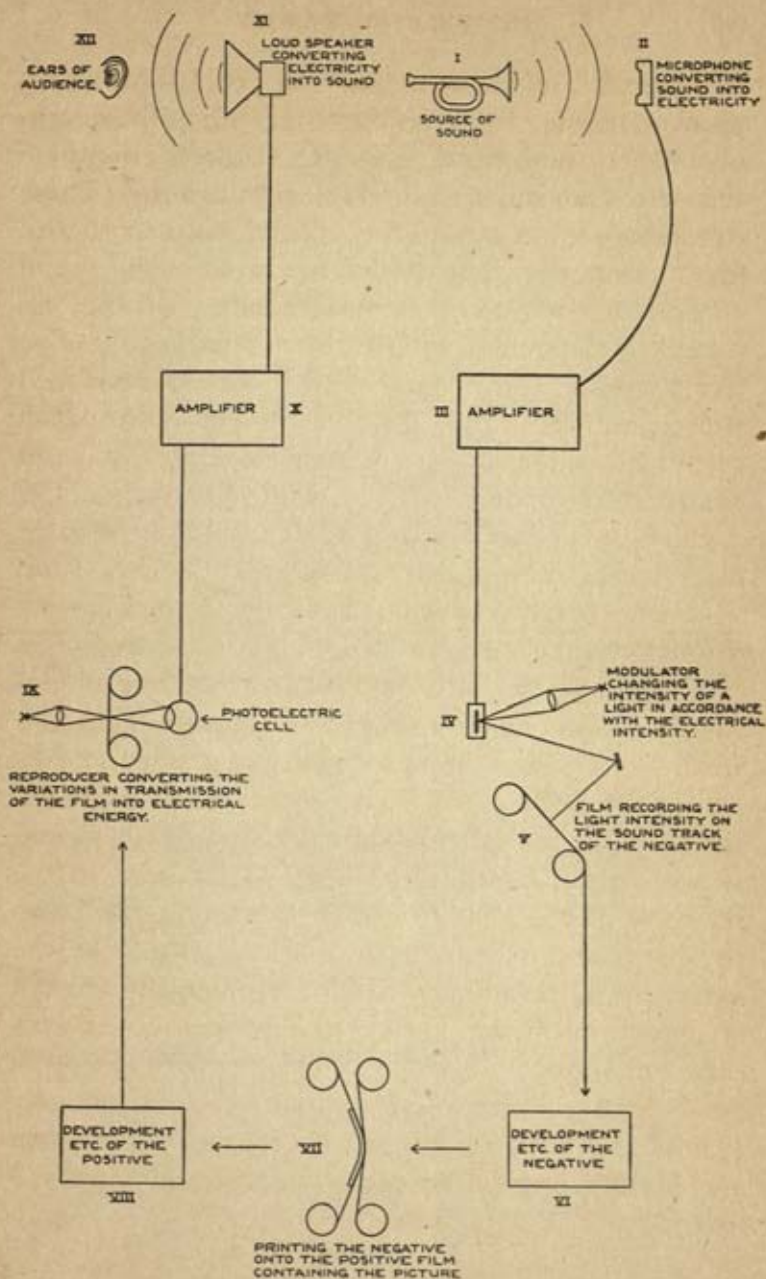 XII
EARS OF
AUDIENCE
XI
LOUD SPEAKER
CONVERTING
ELECTRICITY
INTO SOUND
I
SOURCE OF
SOUND
II
MICROPHONE
CONVERTING
SOUND INTO
ELECTRICITY
AMPLIFIER
X
III
AMPLIFIER
IX
PHOTOELECTRIC
CELL
REPRODUCER CONVERTING THE
VARIATIONS IN TRANSMISSION
OF THE FILM INTO ELECTRICAL
ENERGY.
IV
MODULATOR
CHANGING THE
INTENSITY OF A
LIGHT IN ACCORDANCE
WITH THE ELECTRICAL
INTENSITY.
V
FILM RECORDING THE
LIGHT INTENSITY ON
THE SOUND TRACK
OF THE NEGATIVE.
DEVELOPMENT
ETC. OF THE
POSITIVE
VIII
VII
PRINTING THE NEGATIVE
ONTO THE POSITIVE FILM
CONTAINING THE PICTURE
DEVELOPMENT
ETC OF THE
NEGATIVE
VI